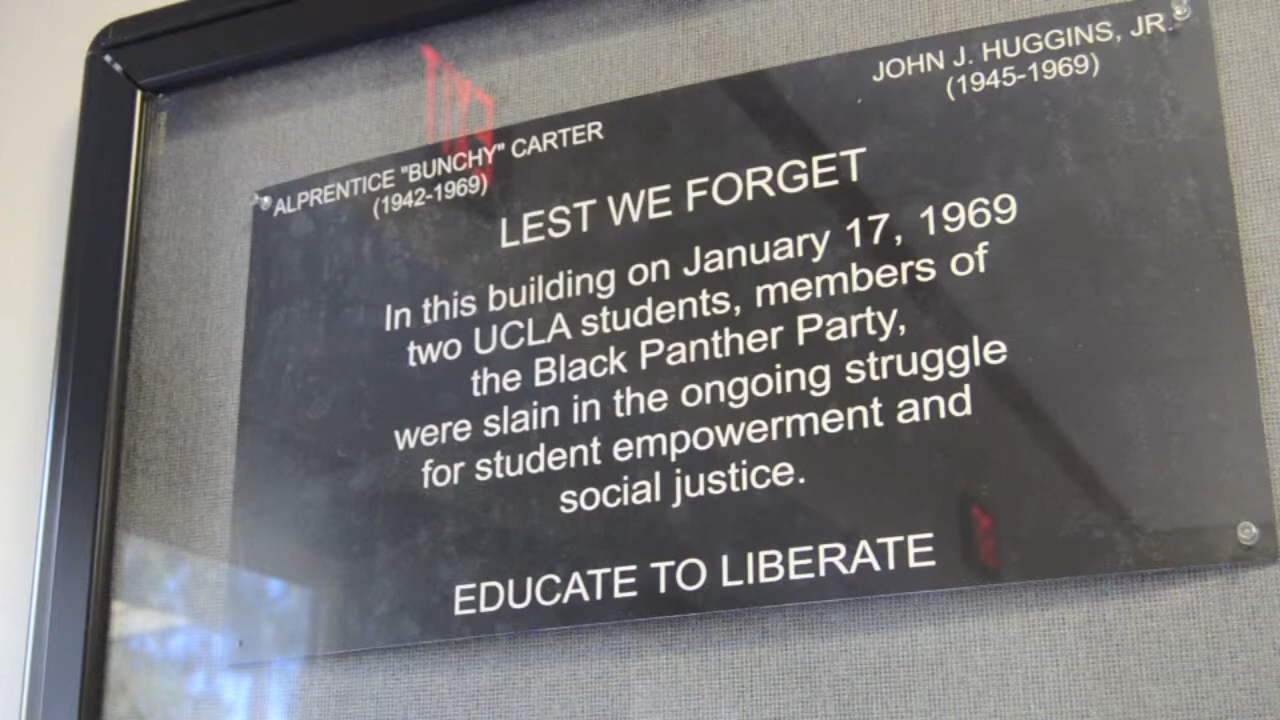 ALPRENTICE "BUNCHY" CARTER
(1942-1969)
JOHN J. HUGGINS, JR.
(1945-1969)
LEST WE FORGET
In this building on January 17, 1969
two UCLA students, members of
the Black Panther Party,
were slain in the ongoing struggle
for student empowerment and
social justice.
EDUCATE TO LIBERATE